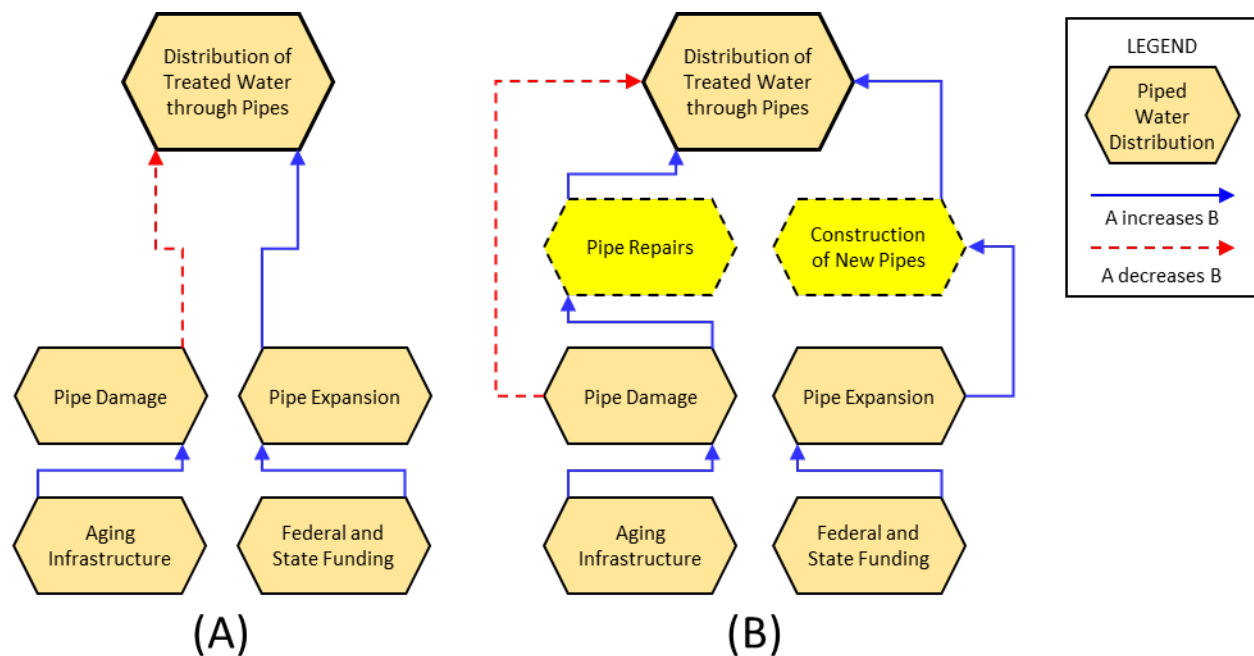 Distribution of
Treated Water
through Pipes
Pipe Damage
Pipe Expansion
Aging
Infrastructure
Federal and
State Funding
(A)
Distribution of
Treated Water
through Pipes
Pipe Repairs
Construction
of New Pipes
Pipe Damage
Pipe Expansion
Aging
Infrastructure
Federal and
State Funding
(B)
LEGEND
Piped
Water
Distribution
A increases B
A decreases B